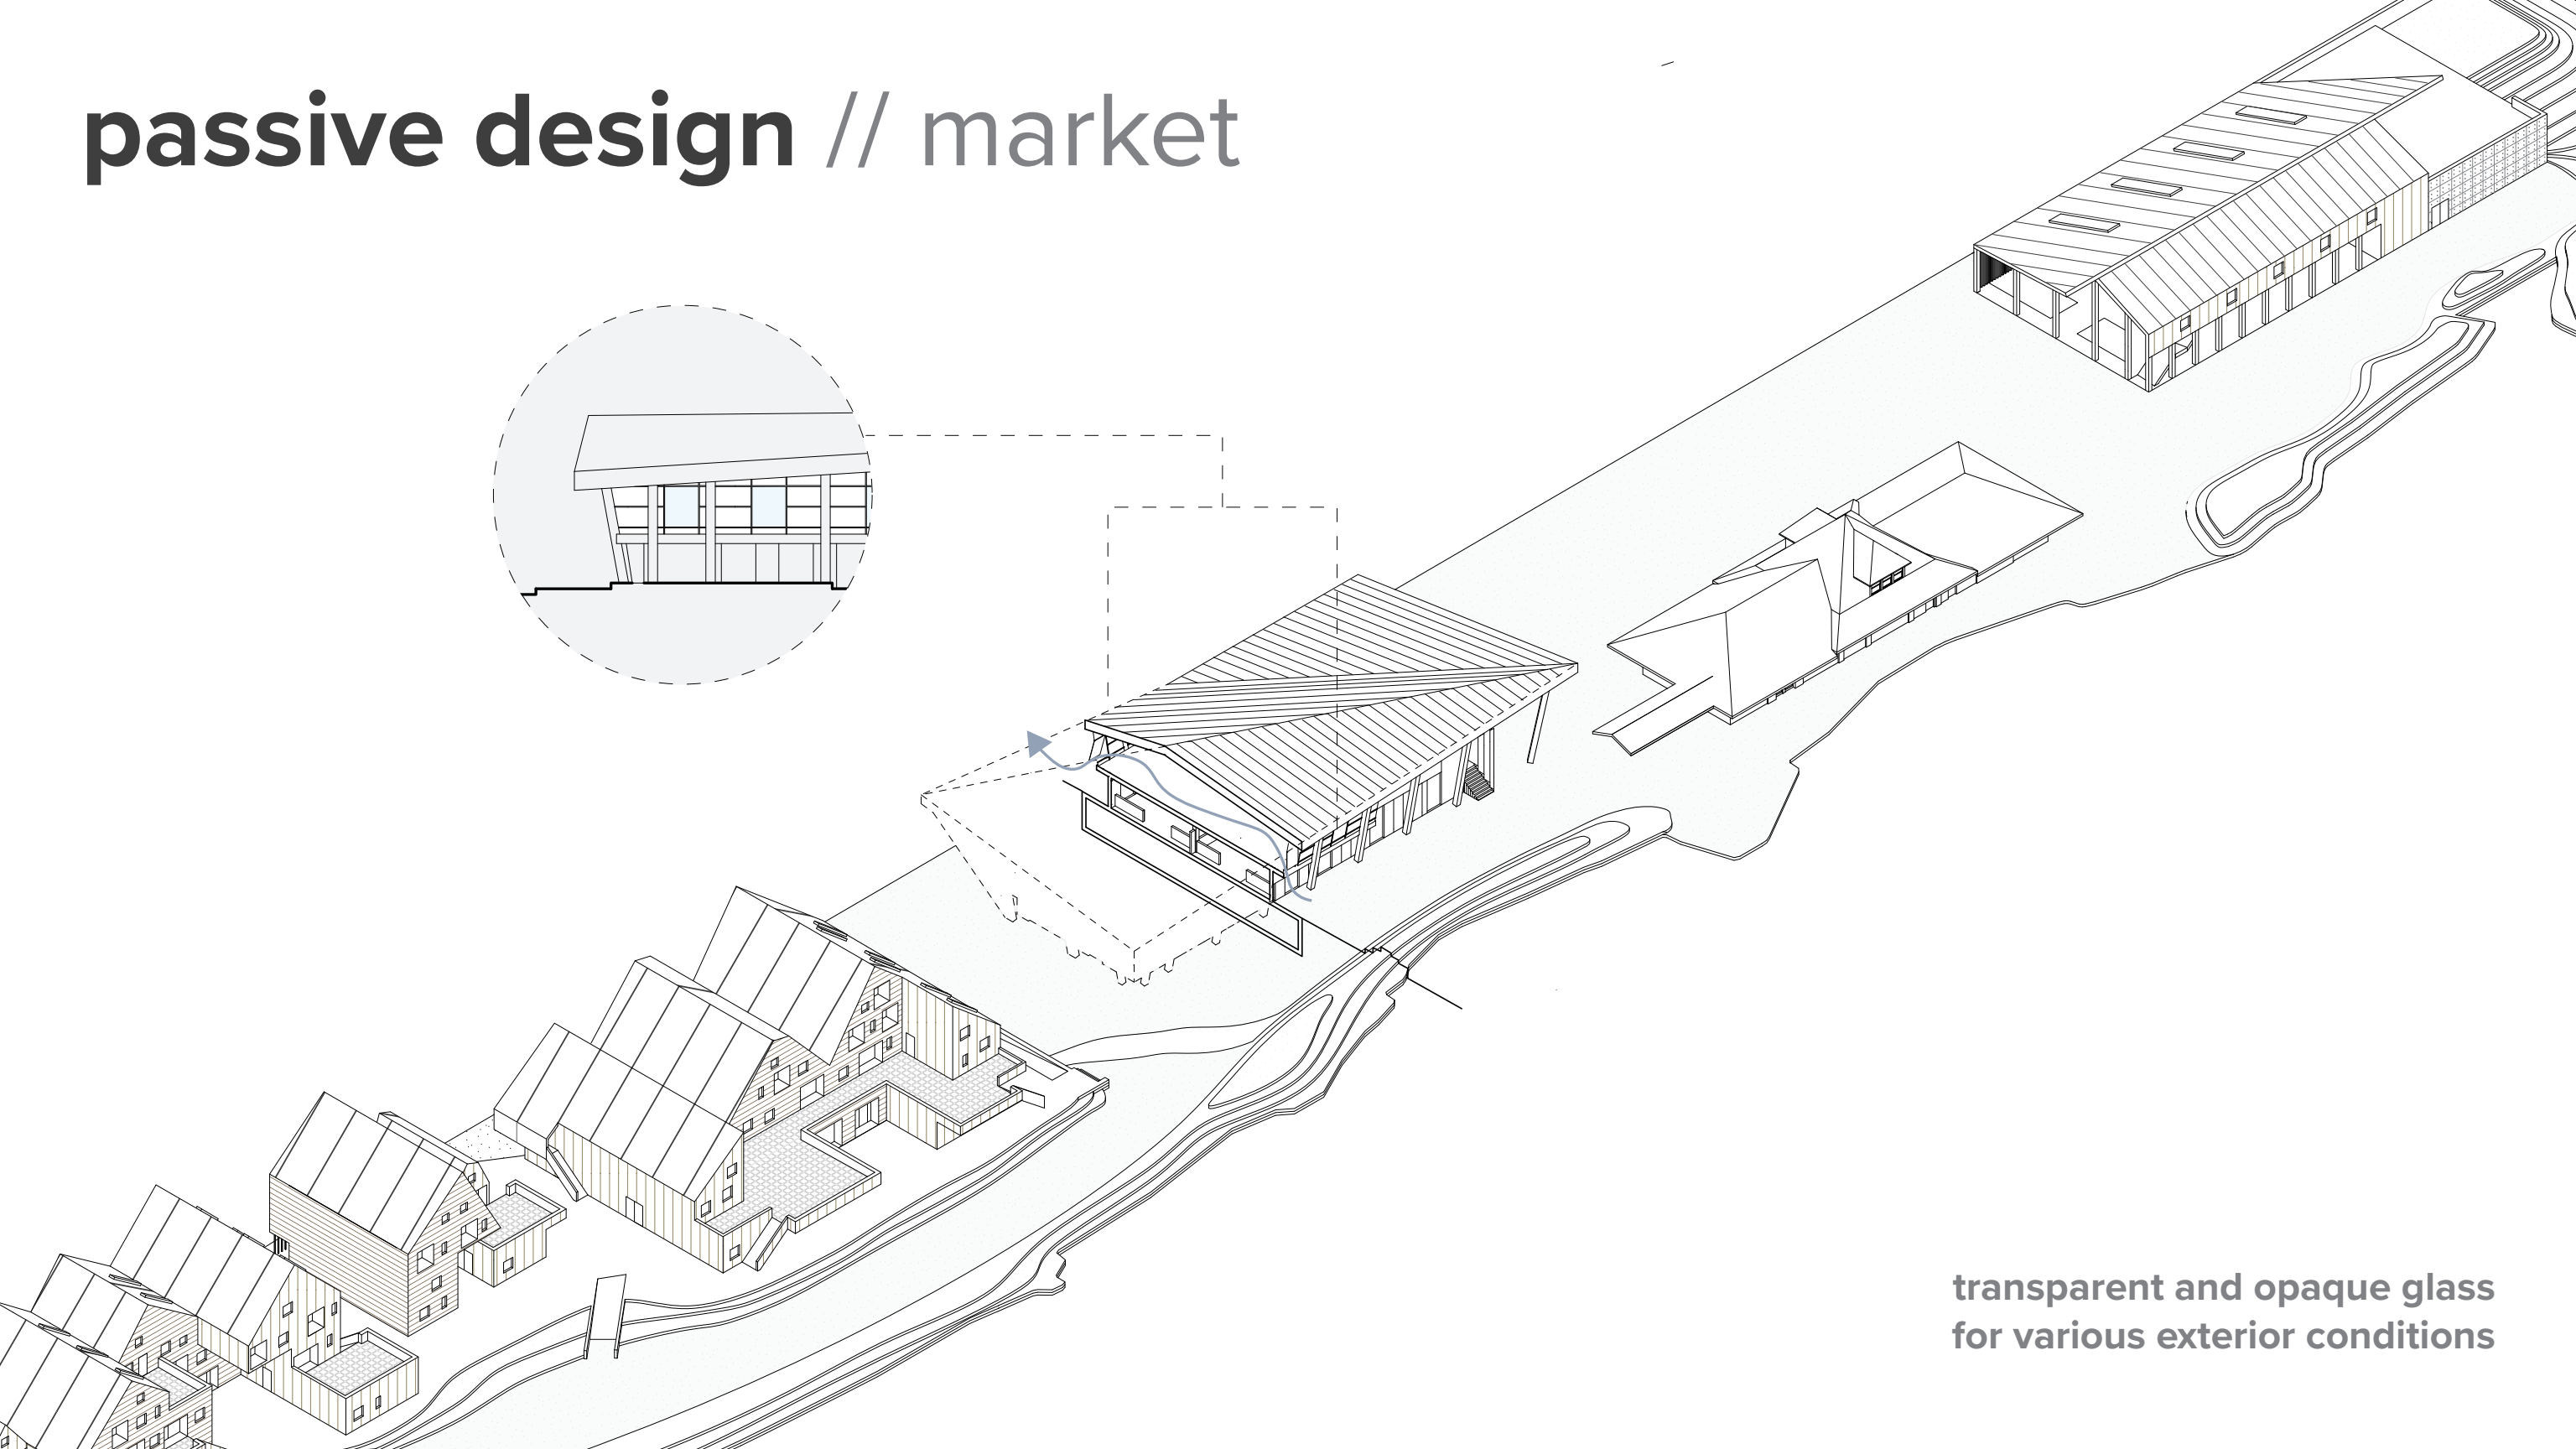 passive design // market
transparent and opaque glass
for various exterior conditions